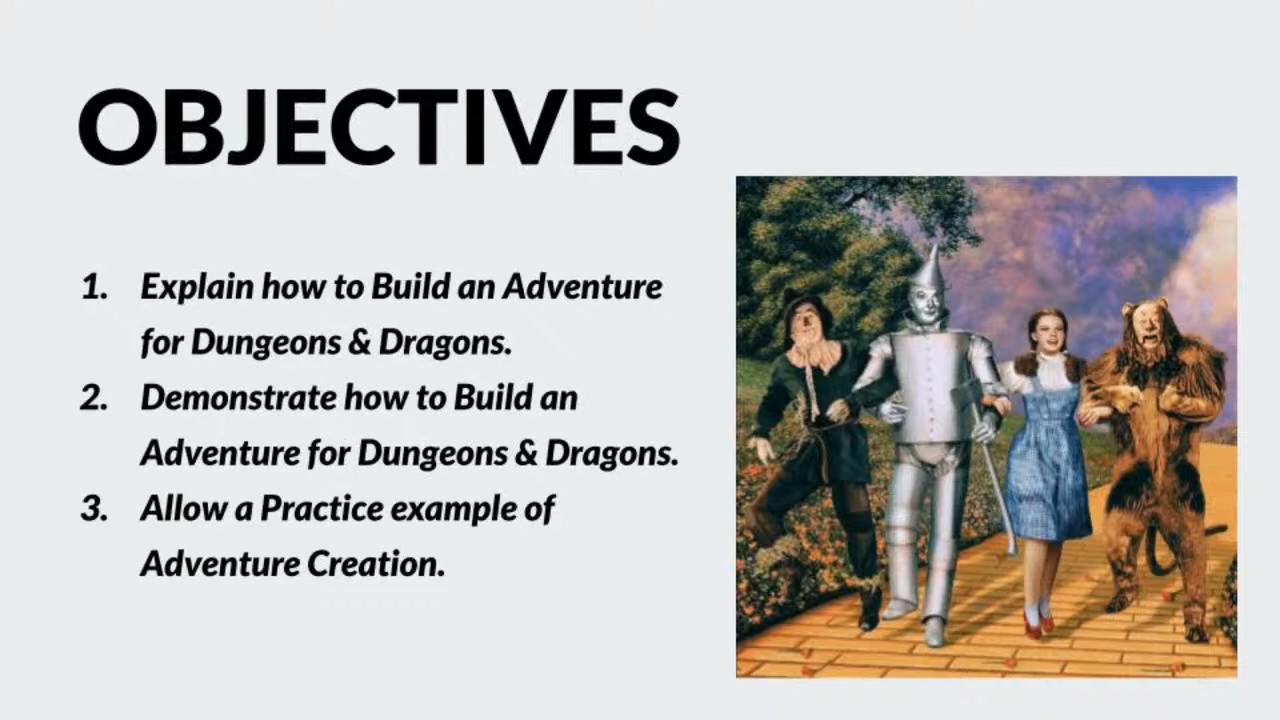 OBJECTIVES
1. Explain how to Build an Adventure
for Dungeons & Dragons.
2. Demonstrate how to Build an
Adventure for Dungeons & Dragons.
3. Allow a Practice example of
Adventure Creation.